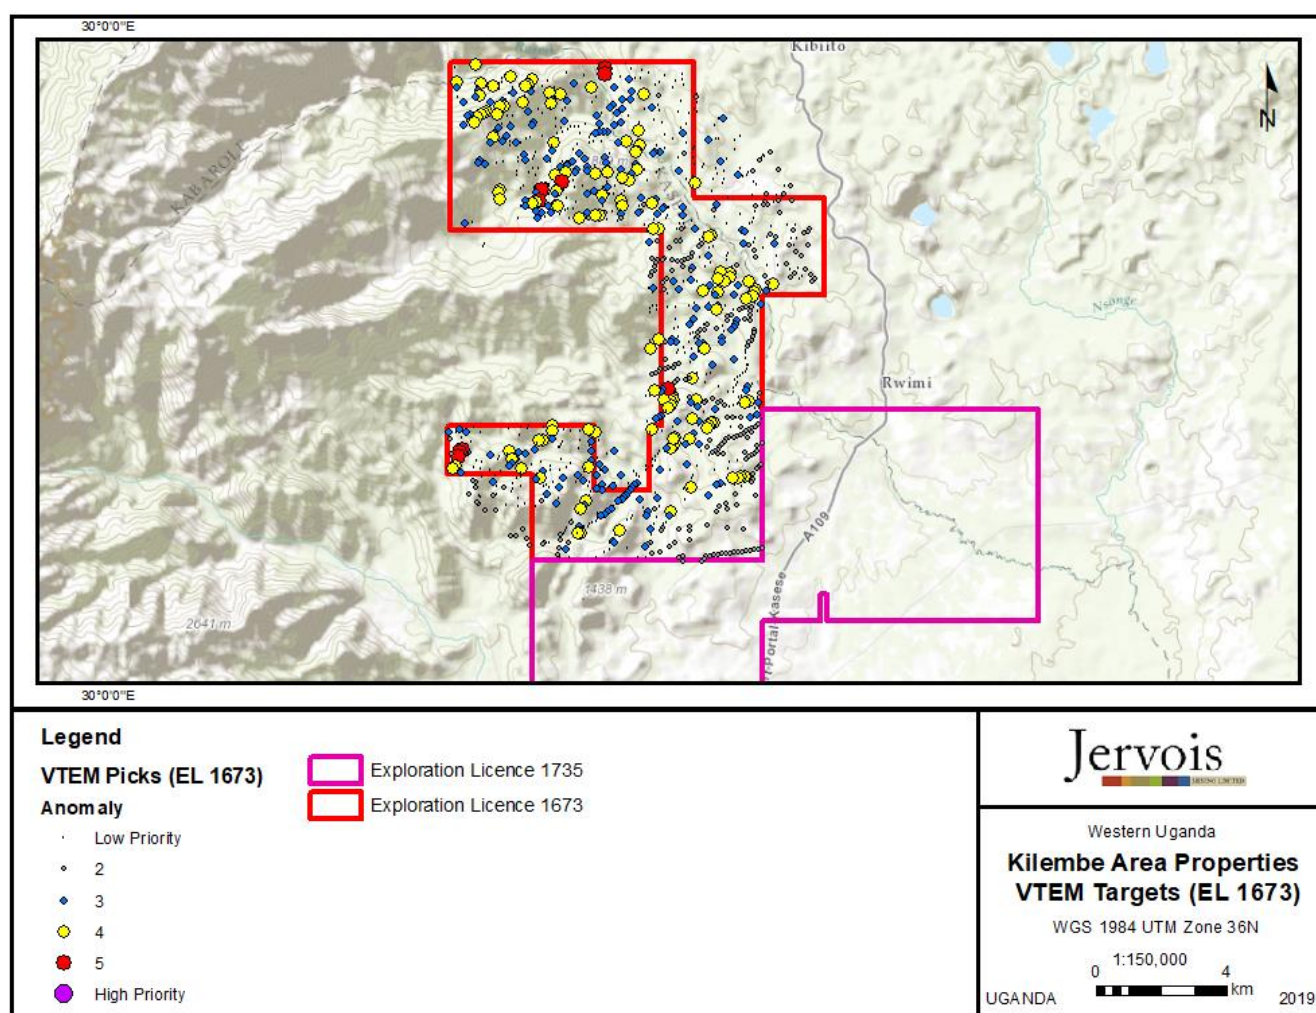 30°0'0"E
Kibiito
KABAROLE
Nsonge
Rwimi
A109
1438 m
2641 m
Portal Kasese
30°0'0"E
Legend
VTEM Picks (EL 1673)
Anomaly
Low Priority
2
3
4
5
High Priority
Exploration Licence 1735
Exploration Licence 1673
N
Jervois
MINING LIMITED
Western Uganda
Kilembe Area Properties
VTEM Targets (EL 1673)
WGS 1984 UTM Zone 36N
1:150,000
0 4
km
UGANDA 2019